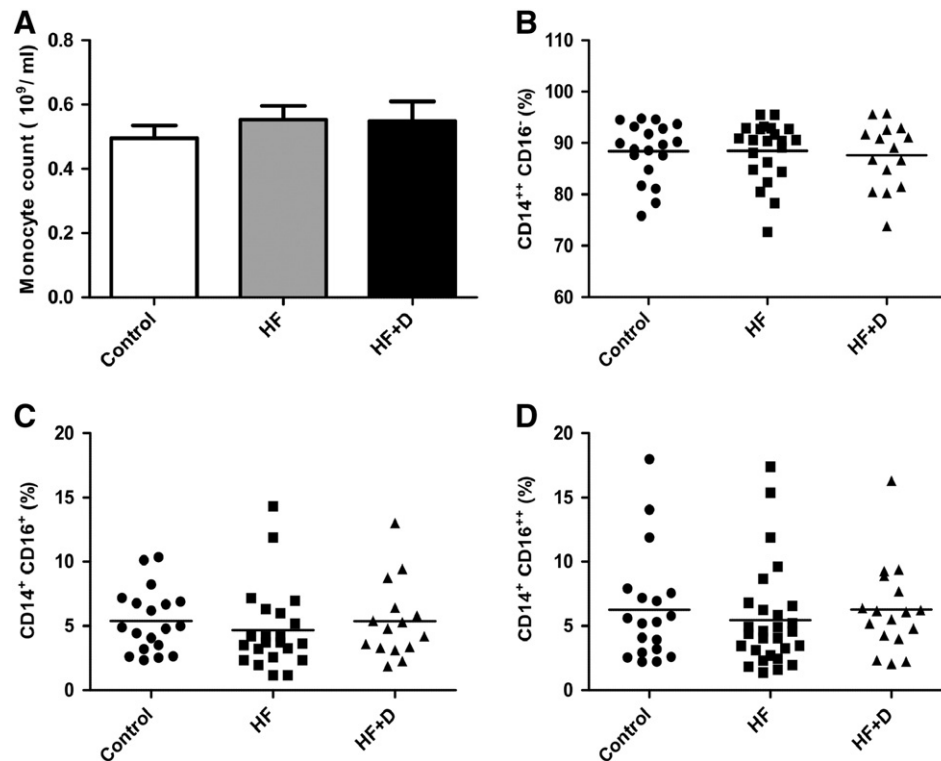 A
Monocyte count ( 10⁹/ ml)
0.8
0.6
0.4
0.2
0.0
Control
HF
HF+D
B
CD14⁺⁺ CD16⁻ (%)
100
90
80
70
60
Control
HF
HF+D
C
CD14⁺ CD16⁺ (%)
20
15
10
5
0
Control
HF
HF+D
D
CD14⁺ CD16⁺⁺ (%)
20
15
10
5
0
Control
HF
HF+D